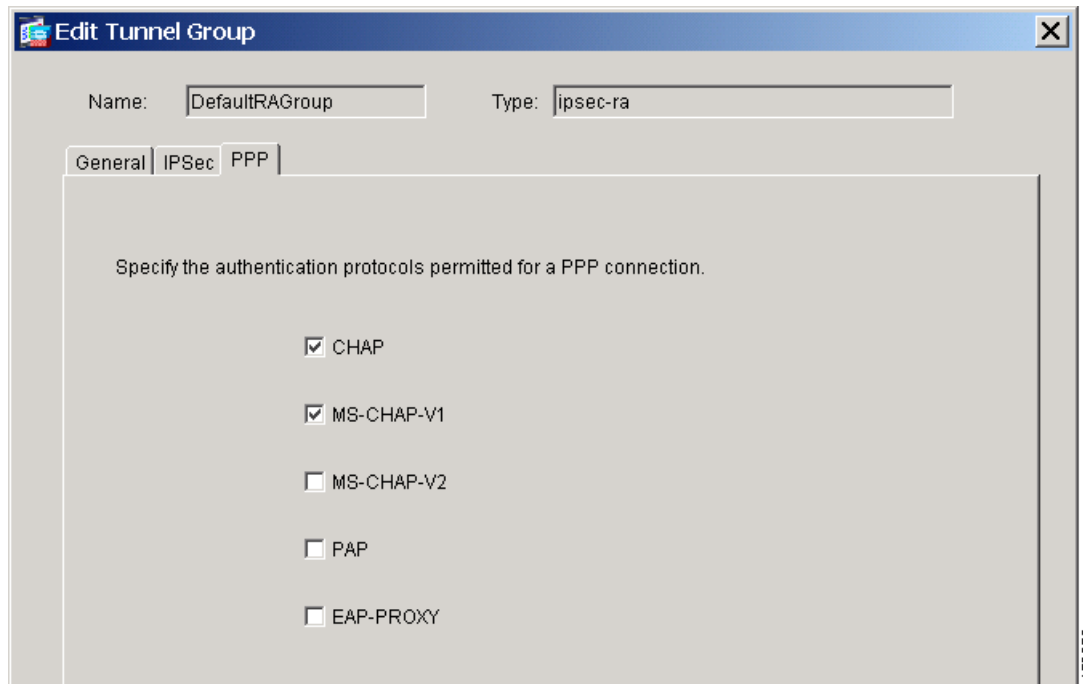 Edit Tunnel Group
Name: DefaultRAGroup Type: ipsec-ra
General IPSec PPP
Specify the authentication protocols permitted for a PPP connection.
CHAP
MS-CHAP-V1
MS-CHAP-V2
PAP
EAP-PROXY